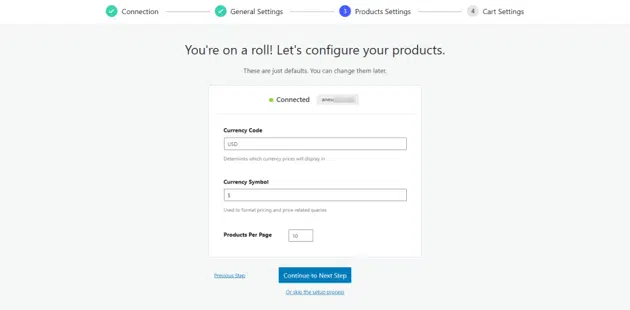 Connection
General Settings
3 Products Settings
4 Cart Settings
You're on a roll! Let's configure your products.
These are just defaults. You can change them later.
Connected
Currency Code
USD
Determines which currency prices will display in
Currency Symbol
$
Used to format pricing and price related queries
Products Per Page
10
Previous Step
Continue to Next Step
Or skip the setup process